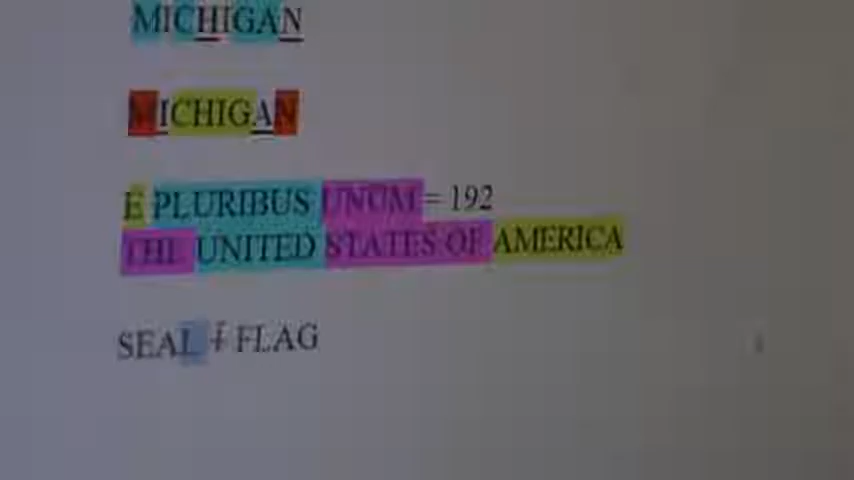 MICHIGAN
MICHIGAN
E PLURIBUS UNUM = 192
THE UNITED STATES OF AMERICA
SEAL ≠ FLAG